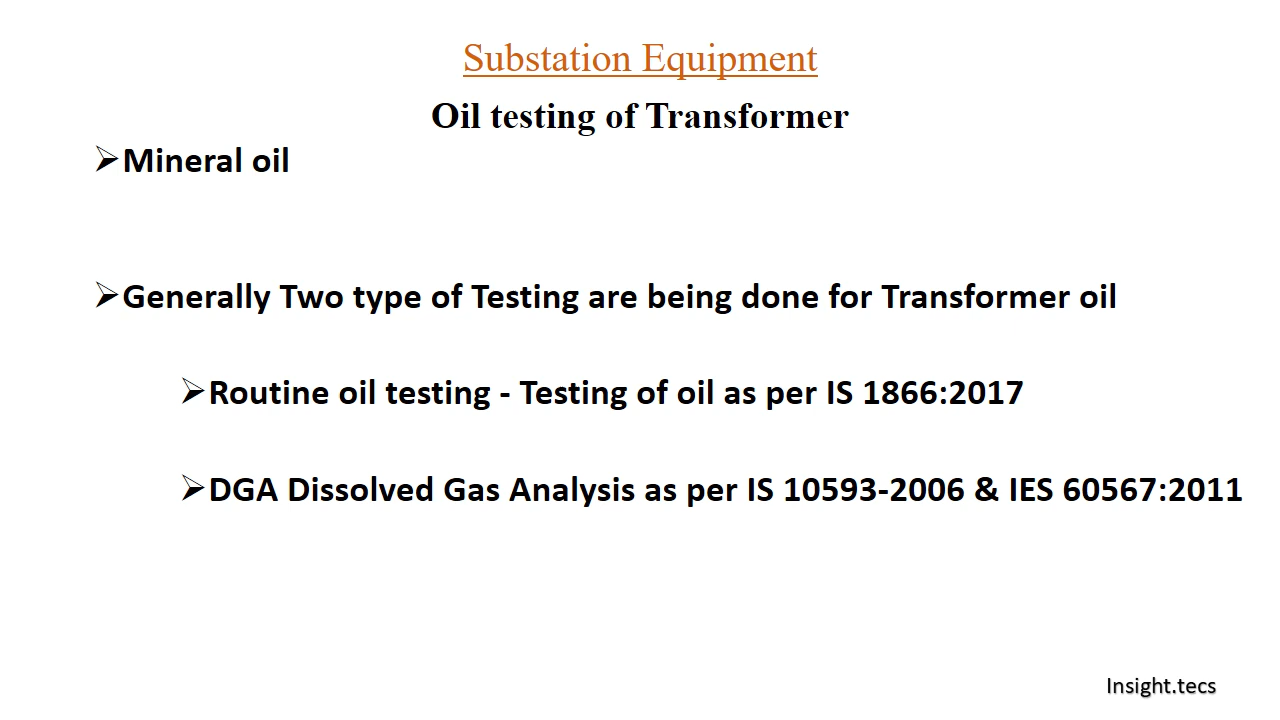 Substation Equipment
Oil testing of Transformer
➢Mineral oil
➢Generally Two type of Testing are being done for Transformer oil
➢Routine oil testing - Testing of oil as per IS 1866:2017
➢DGA Dissolved Gas Analysis as per IS 10593-2006 & IES 60567:2011
Insight.tecs